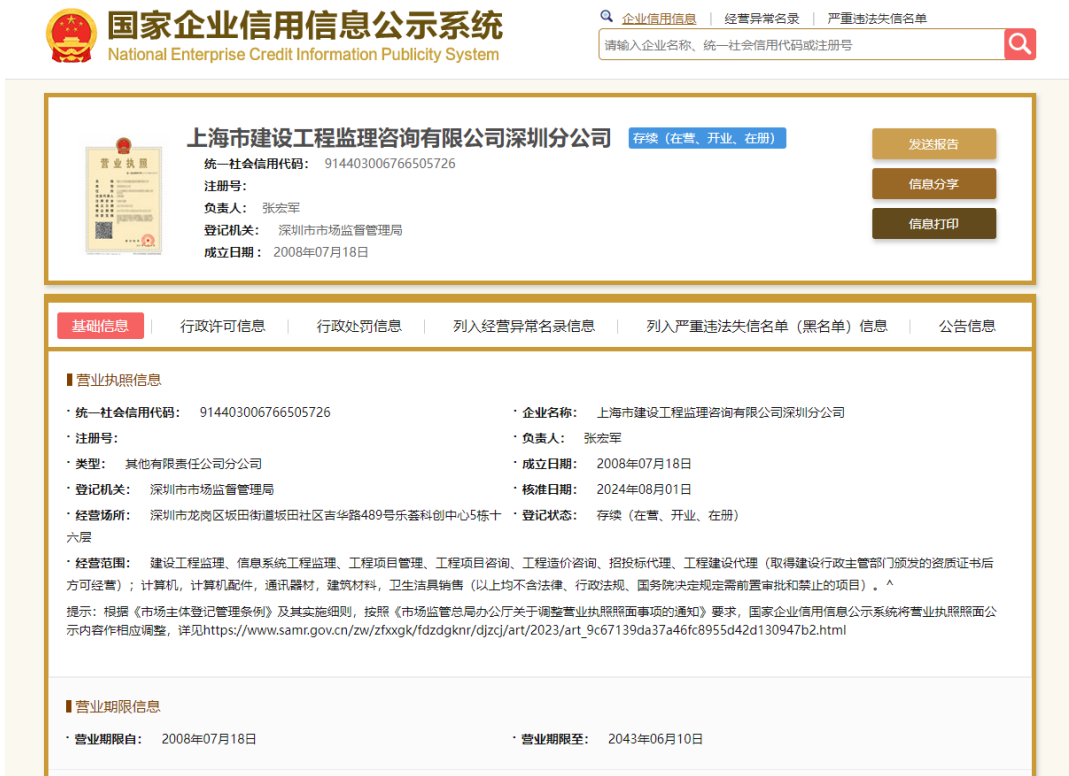 国家企业信用信息公示系统
National Enterprise Credit Information Publicity System
企业信用信息 | 经营异常名录 | 严重违法失信名单
请输入企业名称、统一社会信用代码或注册号
营业执照
上海市建设工程监理咨询有限公司深圳分公司 存续（在营、开业、在册）
统一社会信用代码： 914403006766505726
注册号：
负责人： 张宏军
登记机关： 深圳市市场监督管理局
成立日期： 2008年07月18日
发送报告
信息分享
信息打印
基础信息 | 行政许可信息 | 行政处罚信息 | 列入经营异常名录信息 | 列入严重违法失信名单（黑名单）信息 | 公告信息
营业执照信息
· 统一社会信用代码： 914403006766505726 · 企业名称： 上海市建设工程监理咨询有限公司深圳分公司
· 注册号： · 负责人： 张宏军
· 类型： 其他有限责任公司分公司 · 成立日期： 2008年07月18日
· 登记机关： 深圳市市场监督管理局 · 核准日期： 2024年08月01日
· 经营场所： 深圳市龙岗区坂田街道坂田社区吉华路489号乐荟科创中心5栋十 · 登记状态： 存续（在营、开业、在册）
六层
· 经营范围： 建设工程监理、信息系统工程监理、工程项目管理、工程项目咨询、工程造价咨询、招投标代理、工程建设代理（取得建设行政主管部门颁发的资质证书后
方可经营）；计算机，计算机配件，通讯器材，建筑材料，卫生洁具销售（以上均不含法律、行政法规、国务院决定规定需前置审批和禁止的项目）。^
提示：根据《市场主体登记管理条例》及其实施细则，按照《市场监管总局办公厅关于调整营业执照照面事项的通知》要求，国家企业信用信息公示系统将营业执照照面公
示内容作相应调整，详见https://www.samr.gov.cn/zw/zfxxgk/fdzdgknr/djzcj/art/2023/art_9c67139da37a46fc8955d42d130947b2.html
营业期限信息
· 营业期限自： 2008年07月18日 · 营业期限至： 2043年06月10日